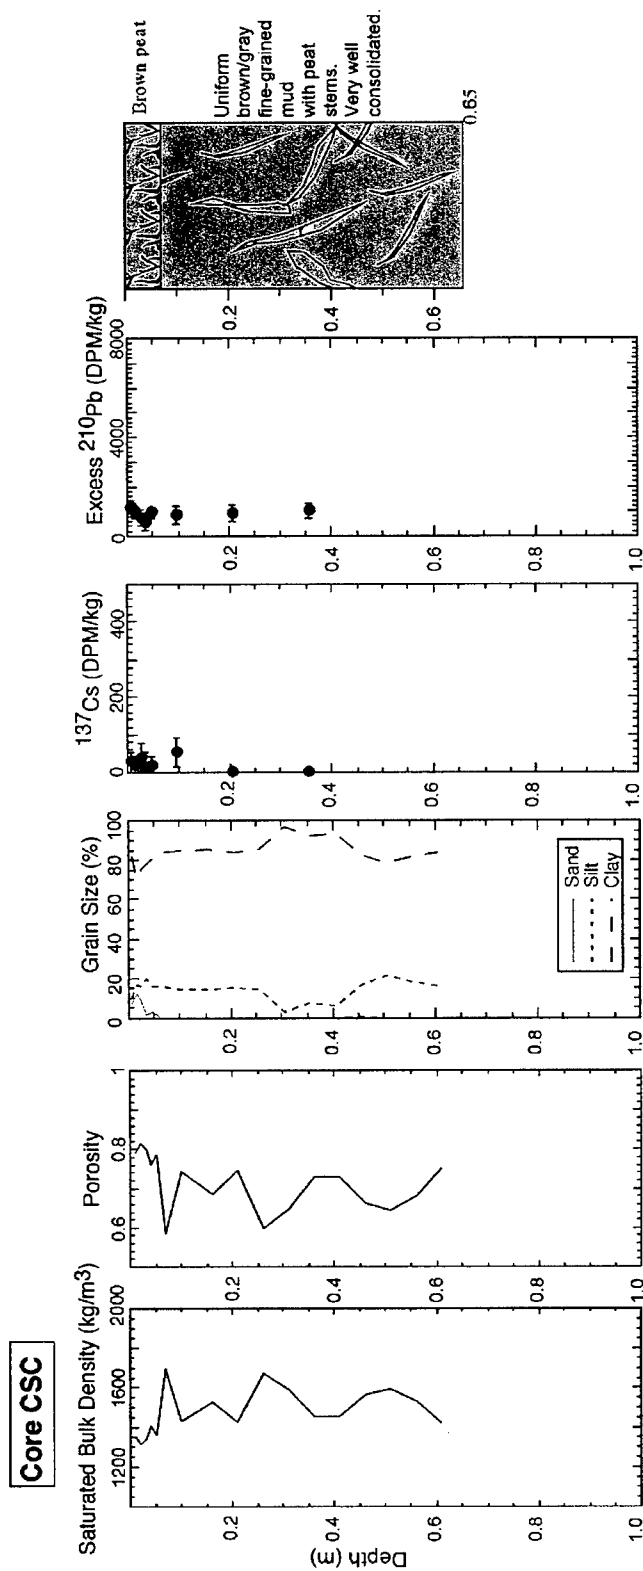 Core CSC
Saturated Bulk Density (kg/m3)
1200
1600
2000
Depth (m)
0.2
0.4
0.6
0.8
1.0
Porosity
0.6
0.8
1
0.2
0.4
0.6
0.8
1.0
Grain Size (%)
0
20
40
60
80
100
0.2
0.4
0.6
0.8
1.0
Sand
Silt
Clay
137Cs (DPM/kg)
0
200
400
0.2
0.4
0.6
0.8
1.0
Excess 210Pb (DPM/kg)
0
4000
8000
0.2
0.4
0.6
0.8
1.0
0.2
0.4
0.6
0.65
Brown peat
Uniform
brown/gray
fine-grained
mud
with peat
stems.
Very well
consolidated.